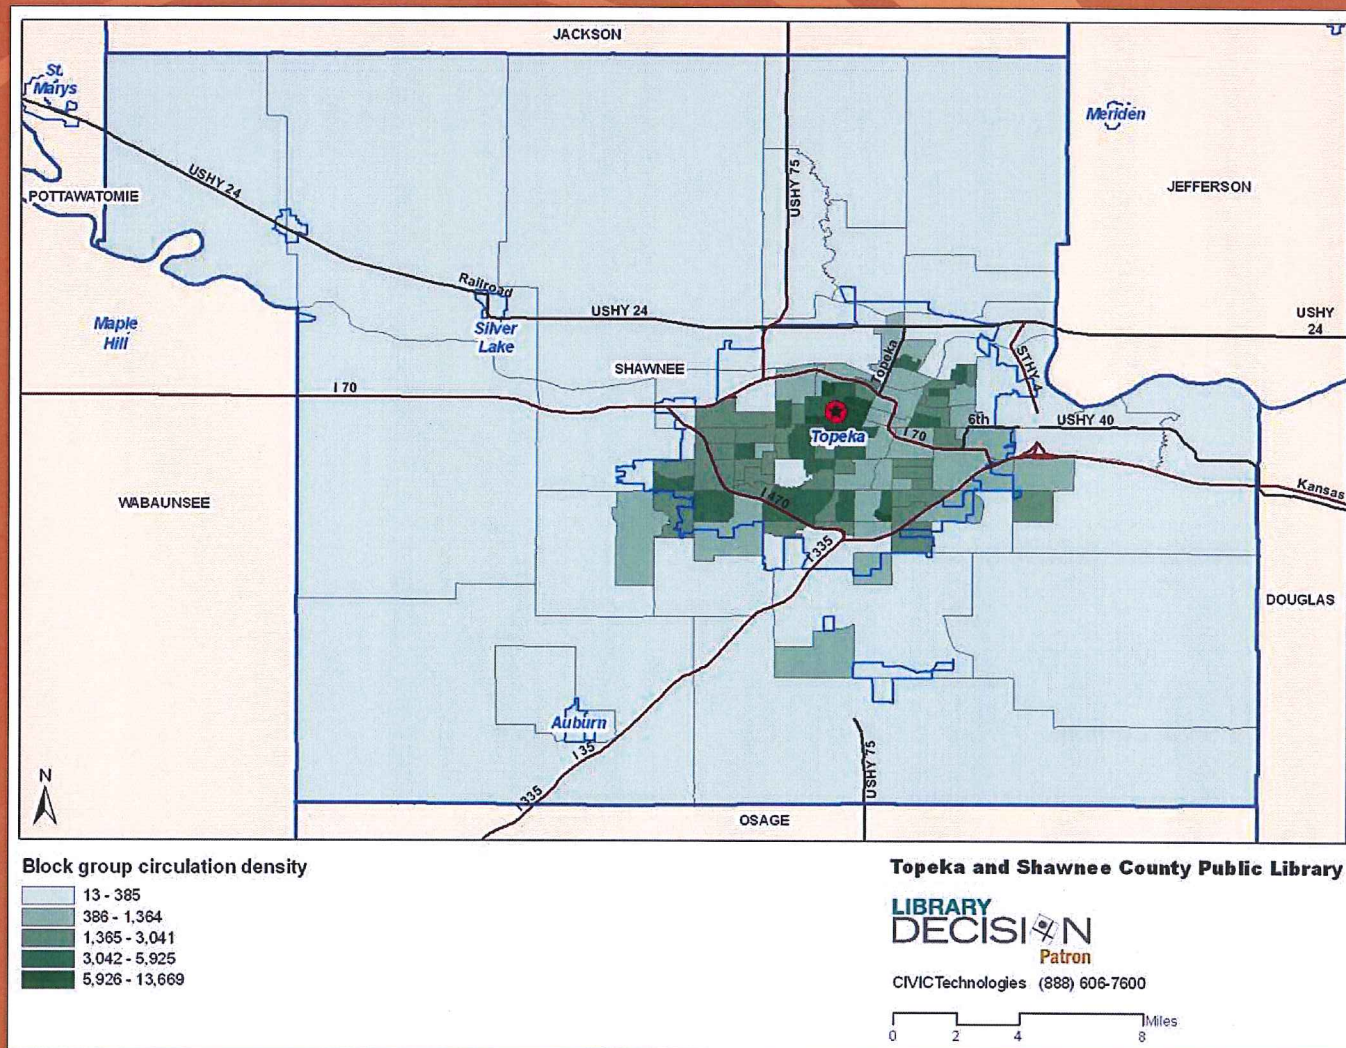 JACKSON
St.
Marys
Meriden
USHY 24
USHY 75
JEFFERSON
POTTAWATOMIE
Railroad
Maple
Hill
Silver
Lake
USHY 24
USHY
24
SHAWNEE
Topeka
STHY 4
I 70
Topeka
I 70
6th
USHY 40
WABAUNSEE
I 470
Kansas
I 335
DOUGLAS
Auburn
I 35
USHY 75
I 335
N
OSAGE
Block group circulation density
13 - 385
386 - 1,364
1,365 - 3,041
3,042 - 5,925
5,926 - 13,669
Topeka and Shawnee County Public Library
LIBRARY
DECISION
Patron
CIVICTechnologies (888) 606-7600
Miles
0 2 4 8